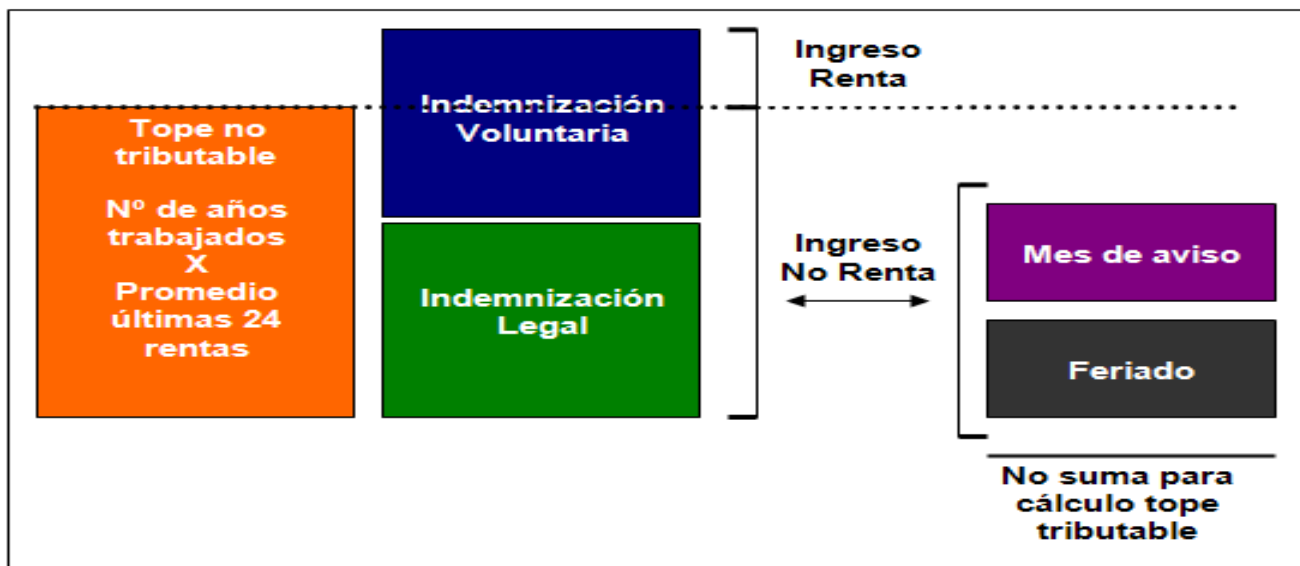 Tope no
tributable
Nº de años
trabajados
X
Promedio
últimas 24
rentas
Indemnización
Voluntaria
Indemnización
Legal
Ingreso
Renta
Ingreso
No Renta
Mes de aviso
Feriado
No suma para
cálculo tope
tributable